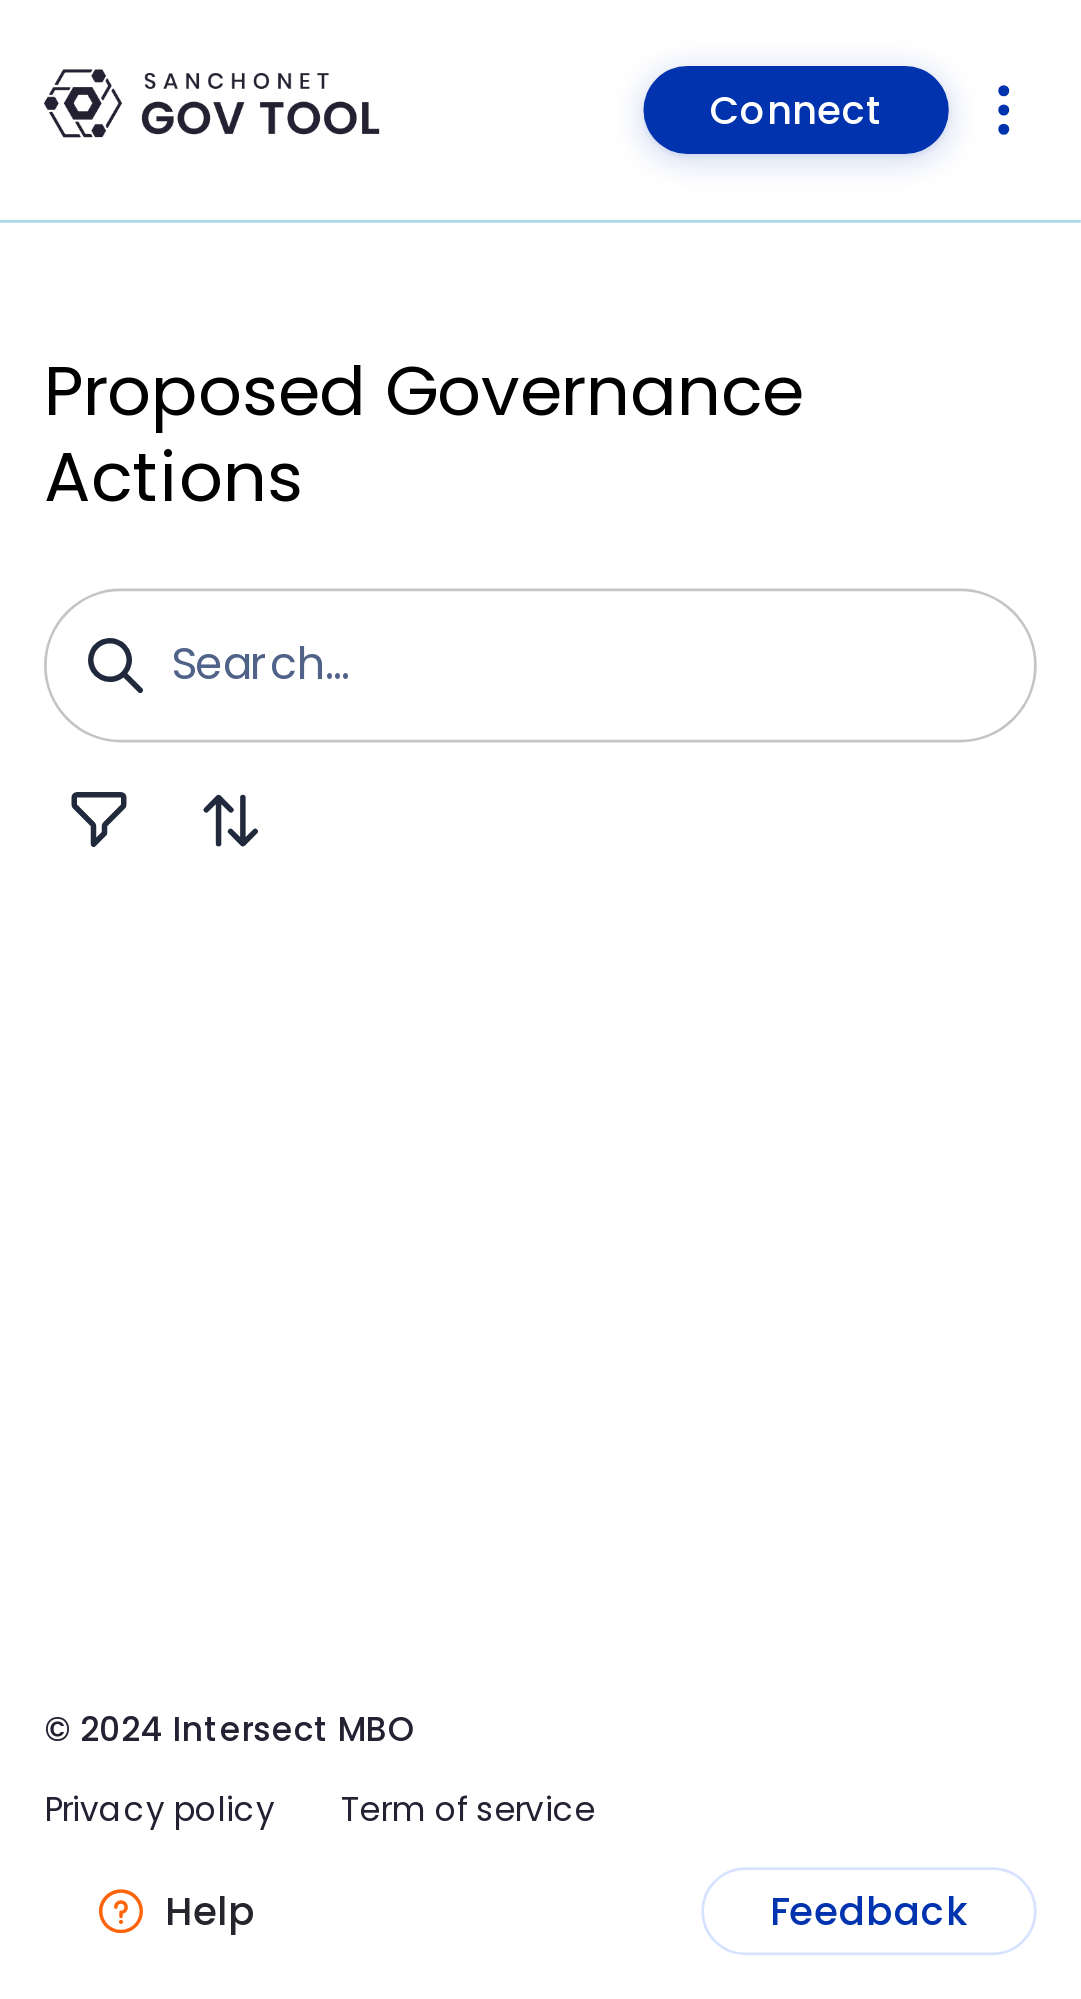 SANCHONET
GOV TOOL
Connect
Proposed Governance
Actions
Search...
© 2024 Intersect MBO
Privacy policy
Term of service
Help
Feedback